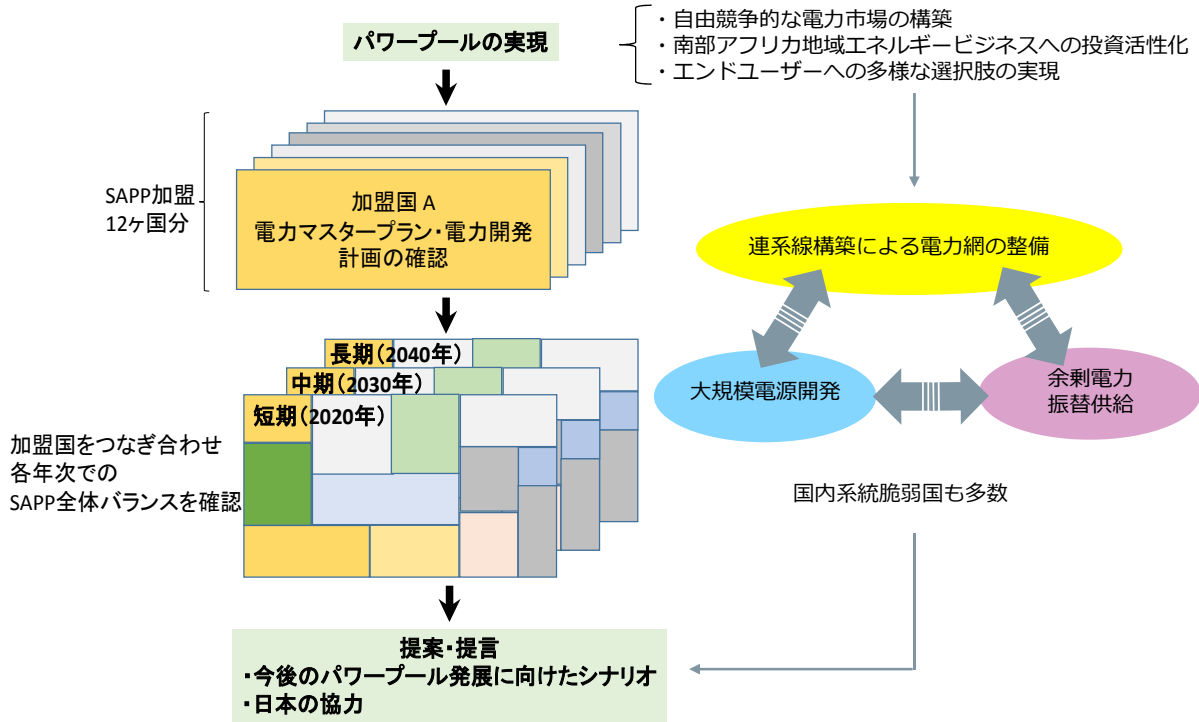 パワープールの実現
・自由競争的な電力市場の構築
・南部アフリカ地域エネルギービジネスへの投資活性化
・エンドユーザーへの多様な選択肢の実現
SAPP加盟
12ヶ国分
加盟国 A
電力マスタープラン・電力開発
計画の確認
連系線構築による電力網の整備
大規模電源開発
余剰電力
振替供給
国内系統脆弱国も多数
長期(2040年)
中期(2030年)
短期(2020年)
加盟国をつなぎ合わせ
各年次での
SAPP全体バランスを確認
提案・提言
・今後のパワープール発展に向けたシナリオ
・日本の協力